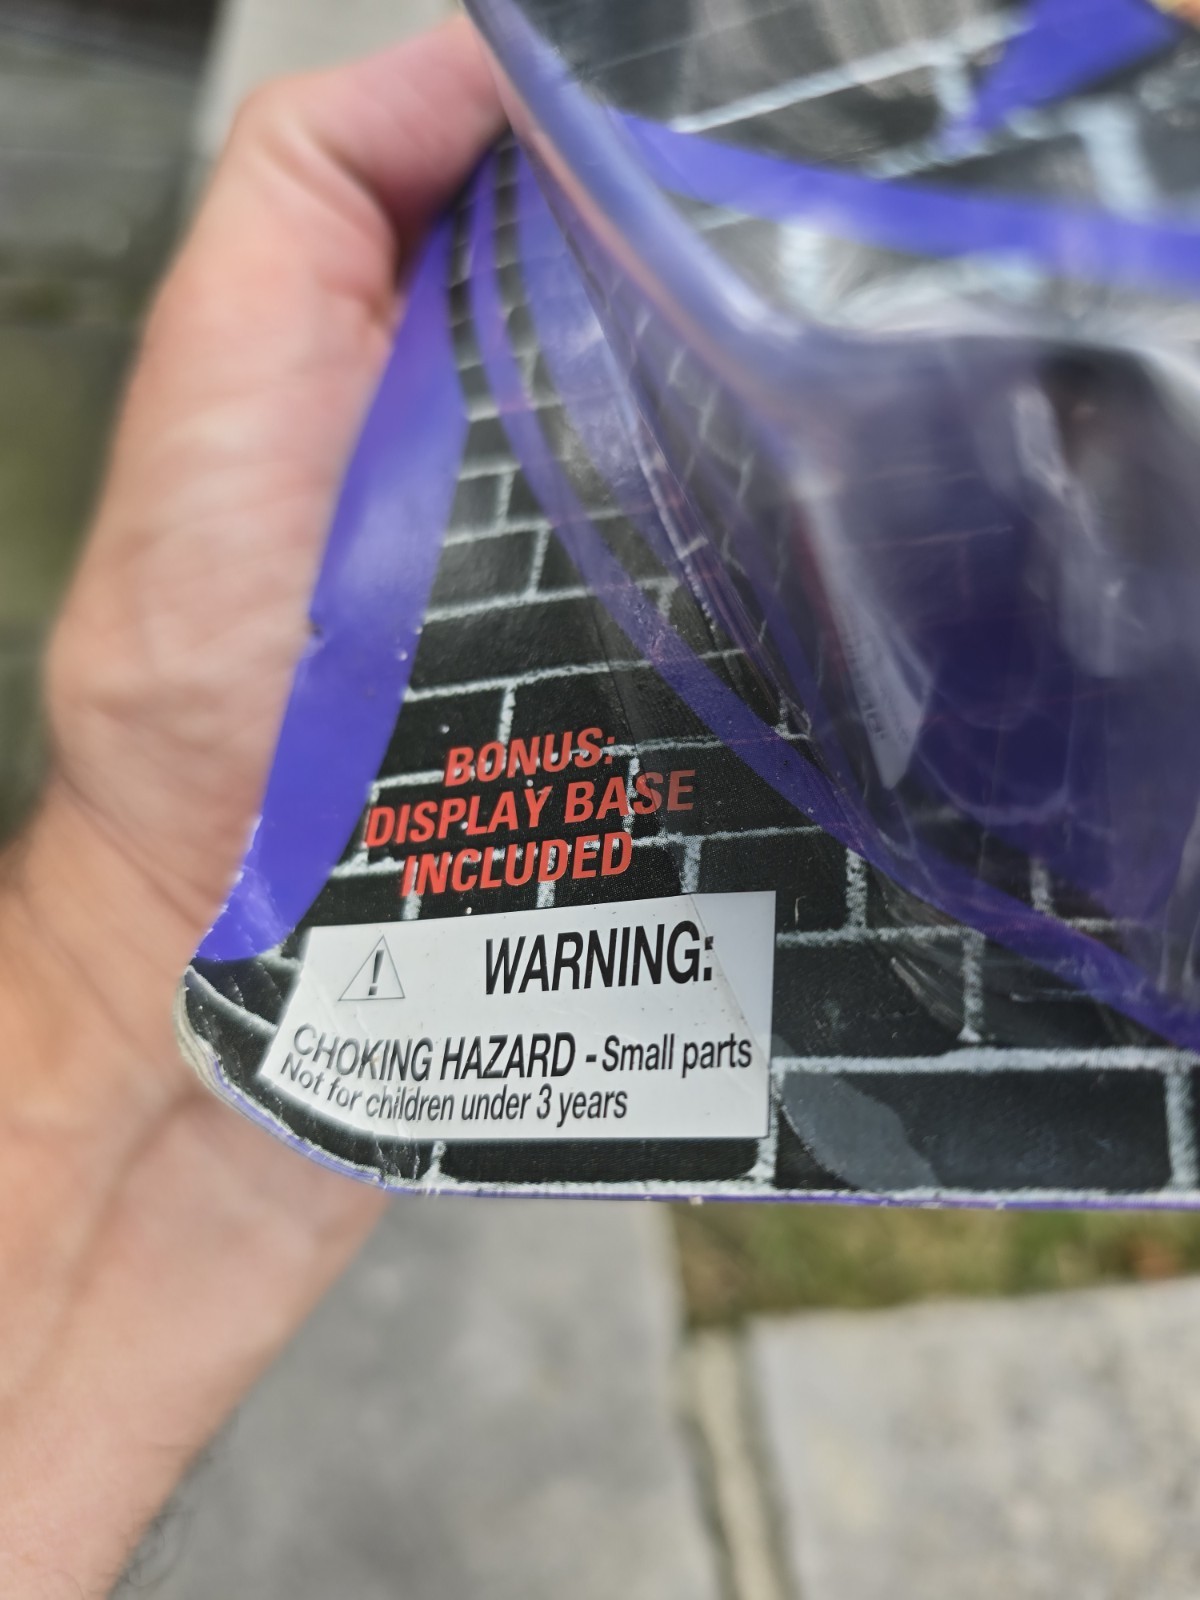 BONUS:
DISPLAY BASE
INCLUDED
WARNING:
CHOKING HAZARD - Small parts
Not for children under 3 years